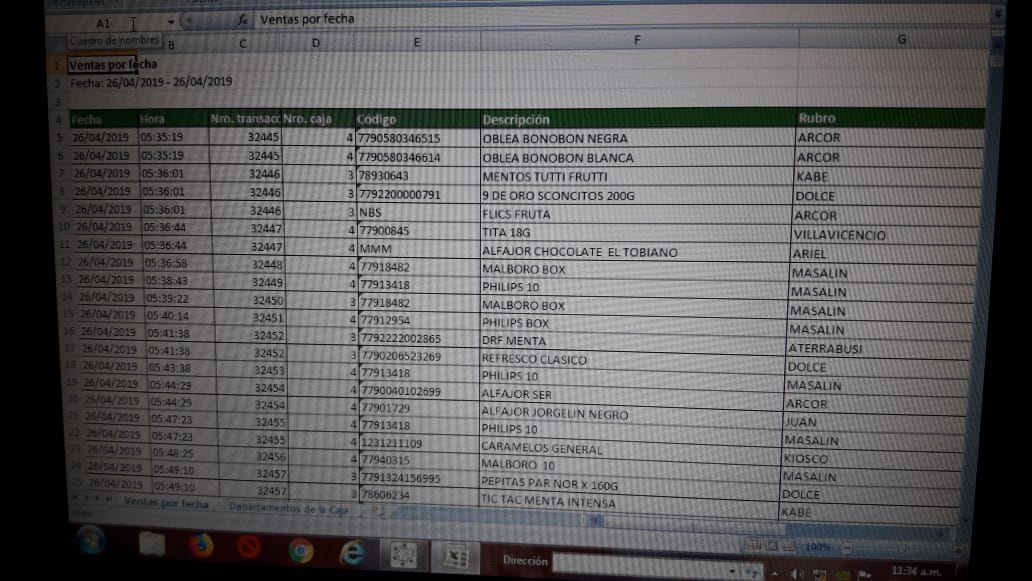 A1 fx Ventas por fecha
Cuadro de nombres B C D E F G
1 Ventas por fecha
2 Fecha: 26/04/2019 - 26/04/2019
3
4 Fecha Hora Nro. transacc Nro. caja Código Descripción Rubro
5 26/04/2019 05:35:19 32445 4 7790580346515 OBLEA BONOBON NEGRA ARCOR
6 26/04/2019 05:35:19 32445 4 7790580346614 OBLEA BONOBON BLANCA ARCOR
7 26/04/2019 05:36:01 32446 3 78930643 MENTOS TUTTI FRUTTI KABE
8 26/04/2019 05:36:01 32446 3 7792200000791 9 DE ORO SCONCITOS 200G DOLCE
9 26/04/2019 05:36:01 32446 3 NBS FLICS FRUTA ARCOR
10 26/04/2019 05:36:44 32447 4 77900845 TITA 18G VILLAVICENCIO
11 26/04/2019 05:36:44 32447 4 MMM ALFAJOR CHOCOLATE EL TOBIANO ARIEL
12 26/04/2019 05:36:58 32448 4 77918482 MALBORO BOX MASALIN
13 26/04/2019 05:38:43 32449 4 77913418 PHILIPS 10 MASALIN
14 26/04/2019 05:39:22 32450 3 77918482 MALBORO BOX MASALIN
15 26/04/2019 05:40:14 32451 4 77912954 PHILIPS BOX MASALIN
16 26/04/2019 05:41:38 32452 3 7792222002865 DRF MENTA ATERRABUSI
17 26/04/2019 05:41:38 32452 3 7790206523269 REFRESCO CLASICO DOLCE
18 26/04/2019 05:43:38 32453 4 77913418 PHILIPS 10 MASALIN
19 26/04/2019 05:44:29 32454 4 7790040102699 ALFAJOR SER ARCOR
20 26/04/2019 05:44:29 32454 4 77901729 ALFAJOR JORGELIN NEGRO JUAN
21 26/04/2019 05:47:23 32455 4 77913418 PHILIPS 10 MASALIN
22 26/04/2019 05:47:23 32455 4 1231211109 CARAMELOS GENERAL KIOSCO
23 26/04/2019 05:48:25 32456 4 77940315 MALBORO 10 MASALIN
24 26/04/2019 05:49:10 32457 3 7791324156995 PEPITAS PAR NOR X 160G DOLCE
25 26/04/2019 05:49:10 32457 3 78606234 TIC TAC MENTA INTENSA KABE
Ventas por fecha Departamentos de la Caja
100%
Dirección 11:34 a.m.